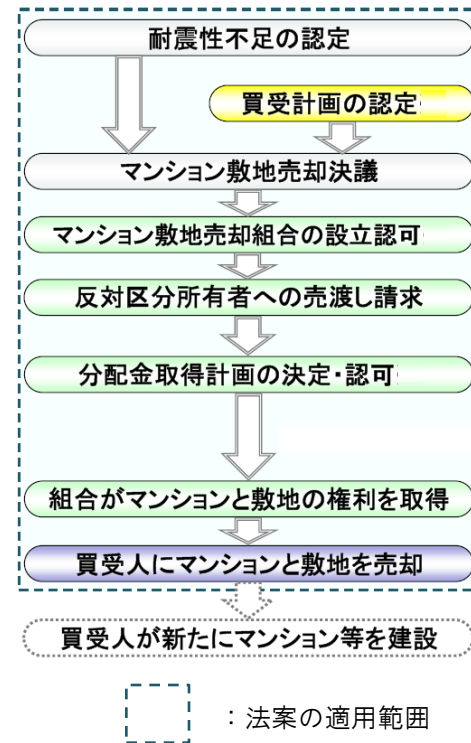 耐震性不足の認定
買受計画の認定
マンション敷地売却決議
マンション敷地売却組合の設立認可
反対区分所有者への売渡し請求
分配金取得計画の決定・認可
組合がマンションと敷地の権利を取得
買受人にマンションと敷地を売却
買受人が新たにマンション等を建設
：法案の適用範囲